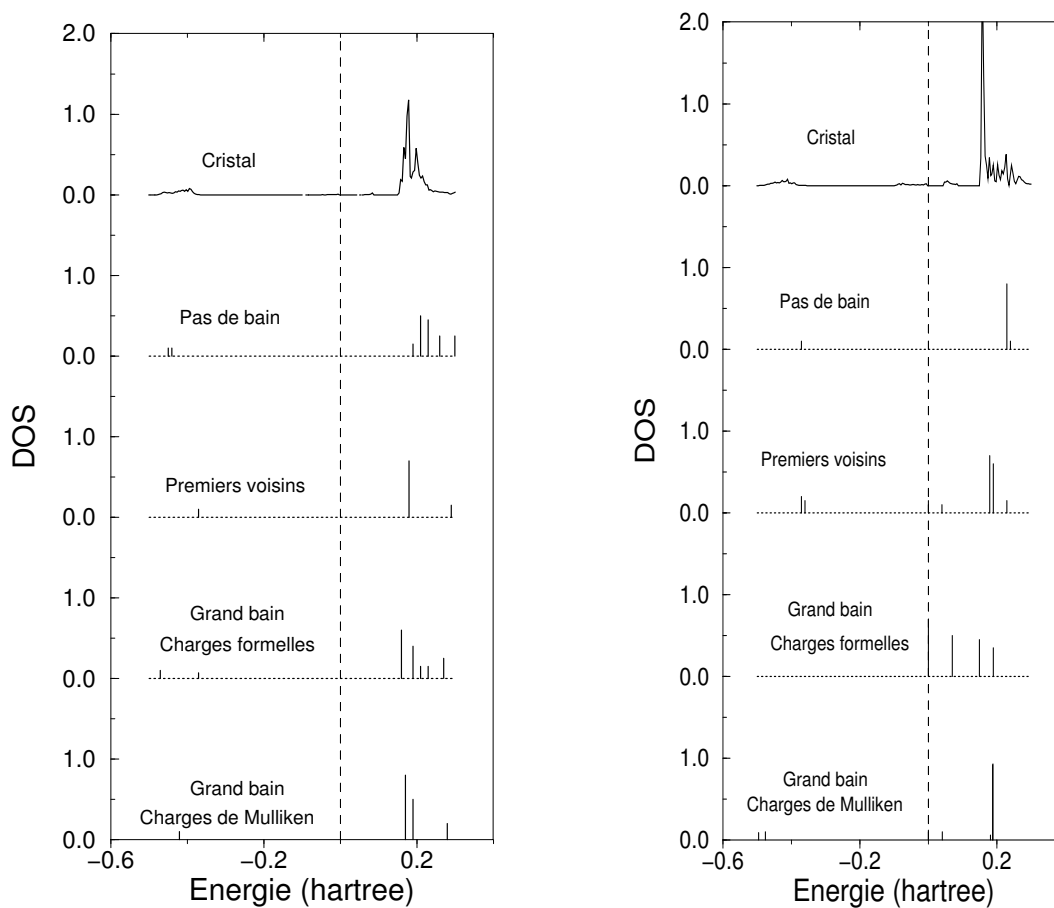 2.0
1.0
Cristal
0.0
1.0
Pas de bain
0.0
1.0
Premiers voisins
0.0
1.0
Grand bain
Charges formelles
0.0
1.0
Grand bain
Charges de Mulliken
0.0
−0.6
−0.2
0.2
Energie (hartree)
DOS
2.0
1.0
Cristal
0.0
1.0
Pas de bain
0.0
1.0
Premiers voisins
0.0
1.0
Grand bain
Charges formelles
0.0
1.0
Grand bain
Charges de Mulliken
0.0
−0.6
−0.2
0.2
Energie (hartree)
DOS